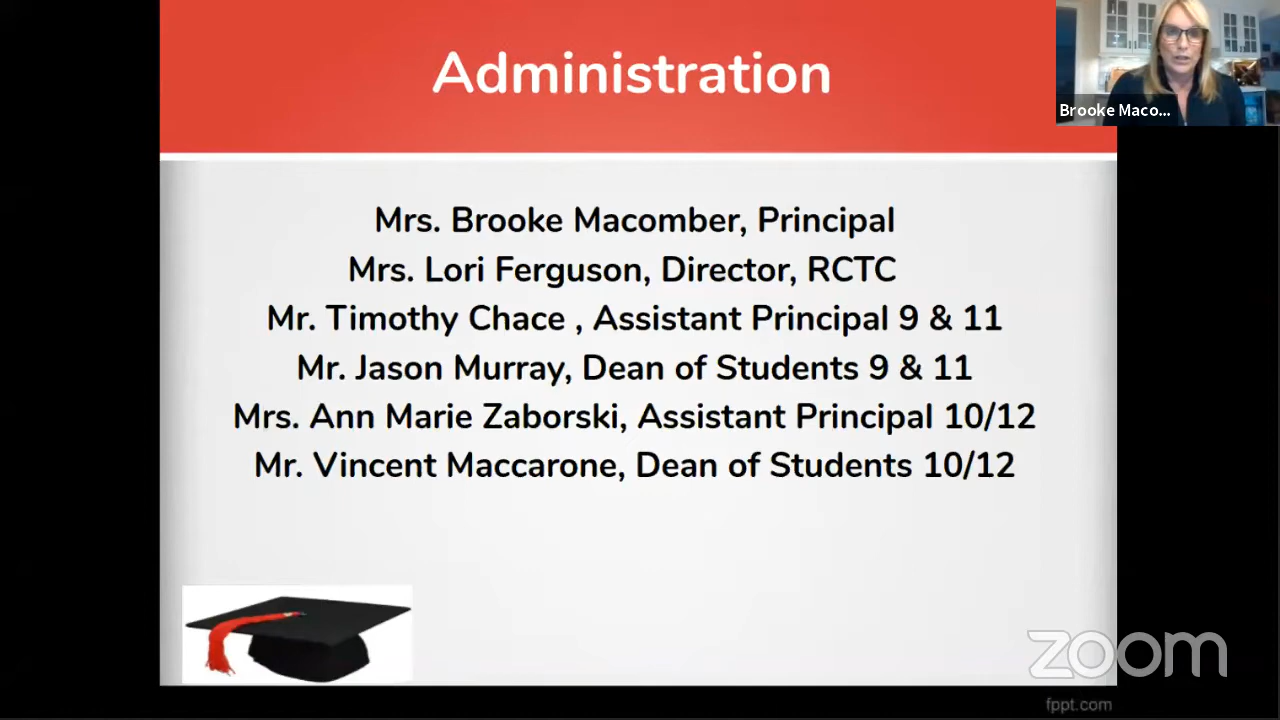 Administration
Brooke Maco...
Mrs. Brooke Macomber, Principal
Mrs. Lori Ferguson, Director, RCTC
Mr. Timothy Chace , Assistant Principal 9 & 11
Mr. Jason Murray, Dean of Students 9 & 11
Mrs. Ann Marie Zaborski, Assistant Principal 10/12
Mr. Vincent Maccarone, Dean of Students 10/12
zoom
fppt.com